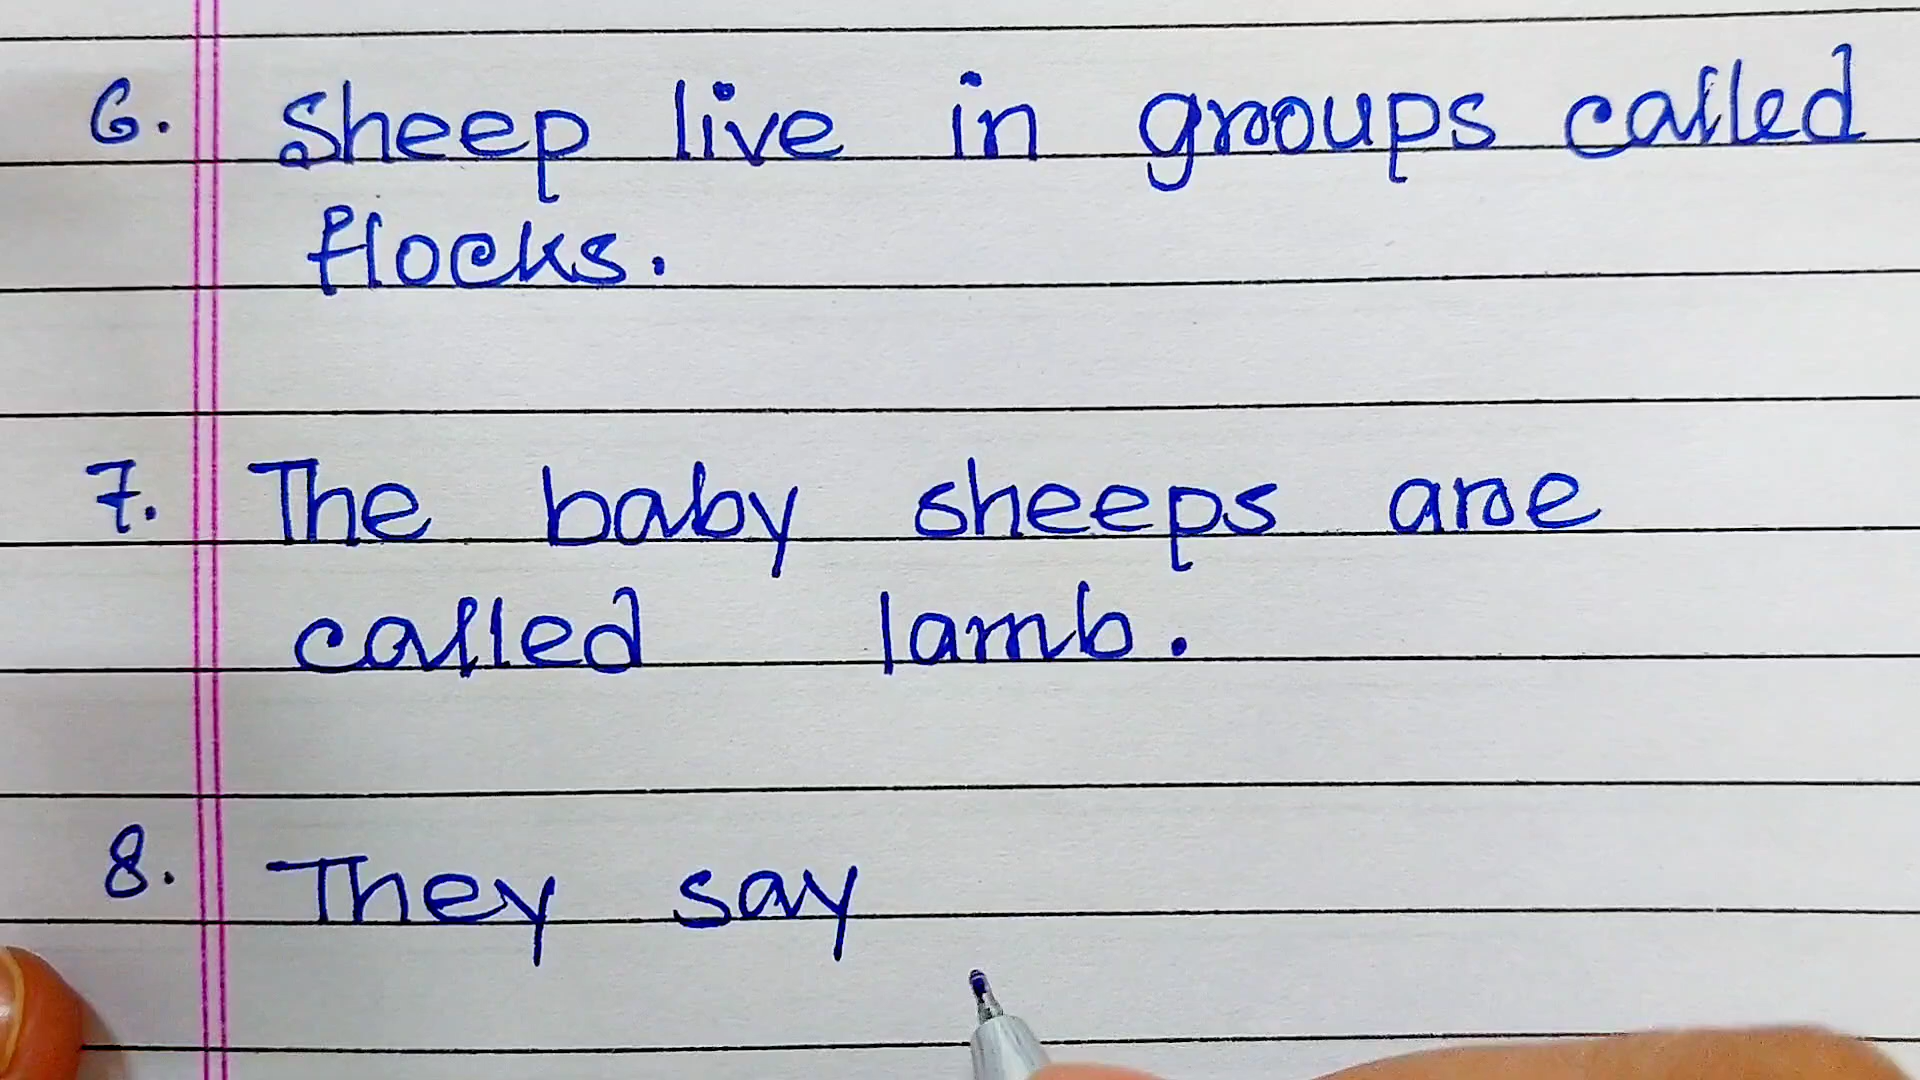 6. Sheep live in groups called
flocks.
7. The baby sheeps are
called lamb.
8. They say